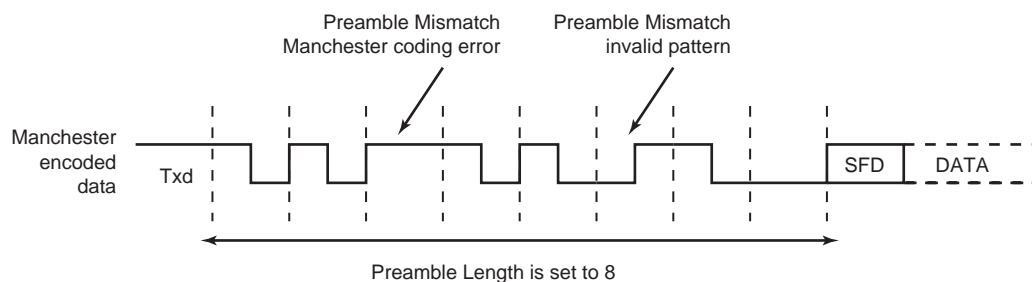 Preamble Mismatch
Manchester coding error
Preamble Mismatch
invalid pattern
Manchester
encoded
data
Txd
SFD
DATA
Preamble Length is set to 8